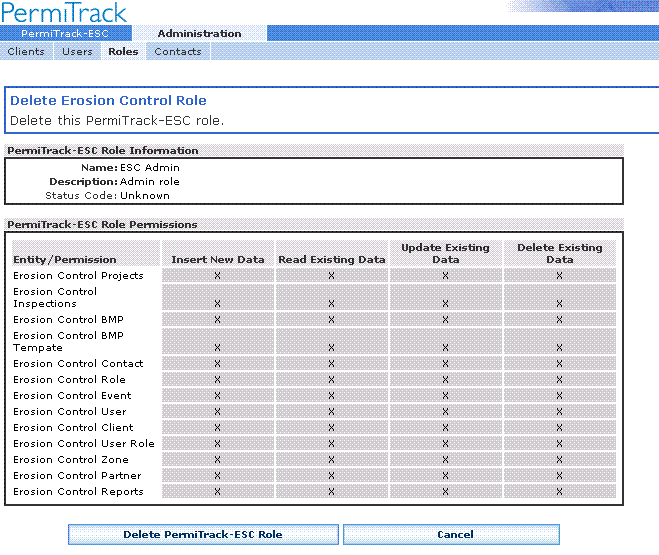 PermiTrack
PermiTrack-ESC Administration
Clients Users Roles Contacts
Delete Erosion Control Role
Delete this PermiTrack-ESC role.
PermiTrack-ESC Role Information
Name: ESC Admin
Description: Admin role
Status Code: Unknown
PermiTrack-ESC Role Permissions
Entity/Permission Insert New Data Read Existing Data Update Existing Data Delete Existing Data
Erosion Control Projects X X X X
Erosion Control
Inspections X X X X
Erosion Control BMP X X X X
Erosion Control BMP
Tempate X X X X
Erosion Control Contact X X X X
Erosion Control Role X X X X
Erosion Control Event X X X X
Erosion Control User X X X X
Erosion Control Client X X X X
Erosion Control User Role X X X X
Erosion Control Zone X X X X
Erosion Control Partner X X X X
Erosion Control Reports X X X X
Delete PermiTrack-ESC Role Cancel